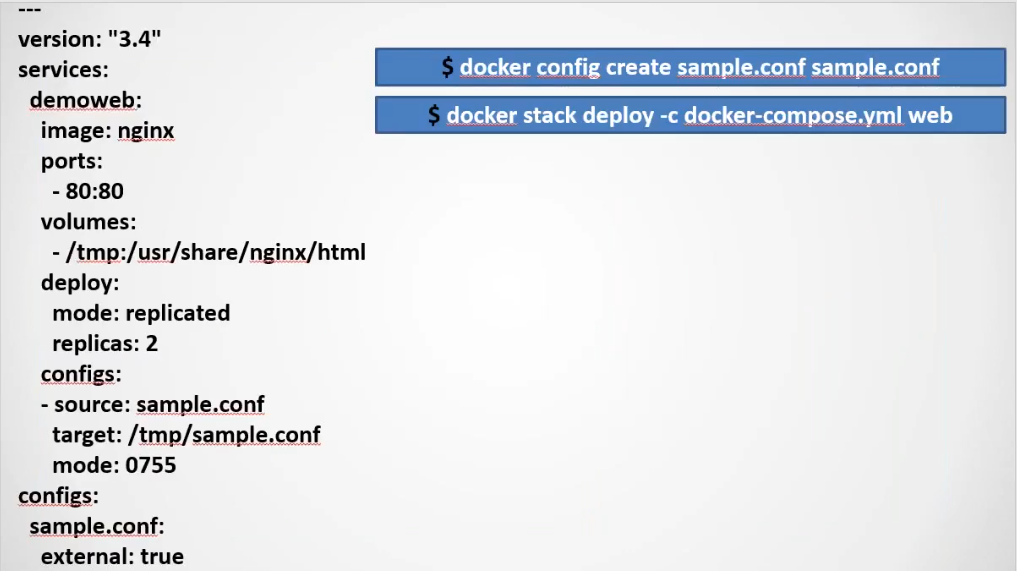 ---
version: "3.4"
services:
  demoweb:
    image: nginx
    ports:
      - 80:80
    volumes:
      - /tmp:/usr/share/nginx/html
    deploy:
      mode: replicated
      replicas: 2
    configs:
    - source: sample.conf
      target: /tmp/sample.conf
      mode: 0755
configs:
  sample.conf:
    external: true
$ docker config create sample.conf sample.conf
$ docker stack deploy -c docker-compose.yml web